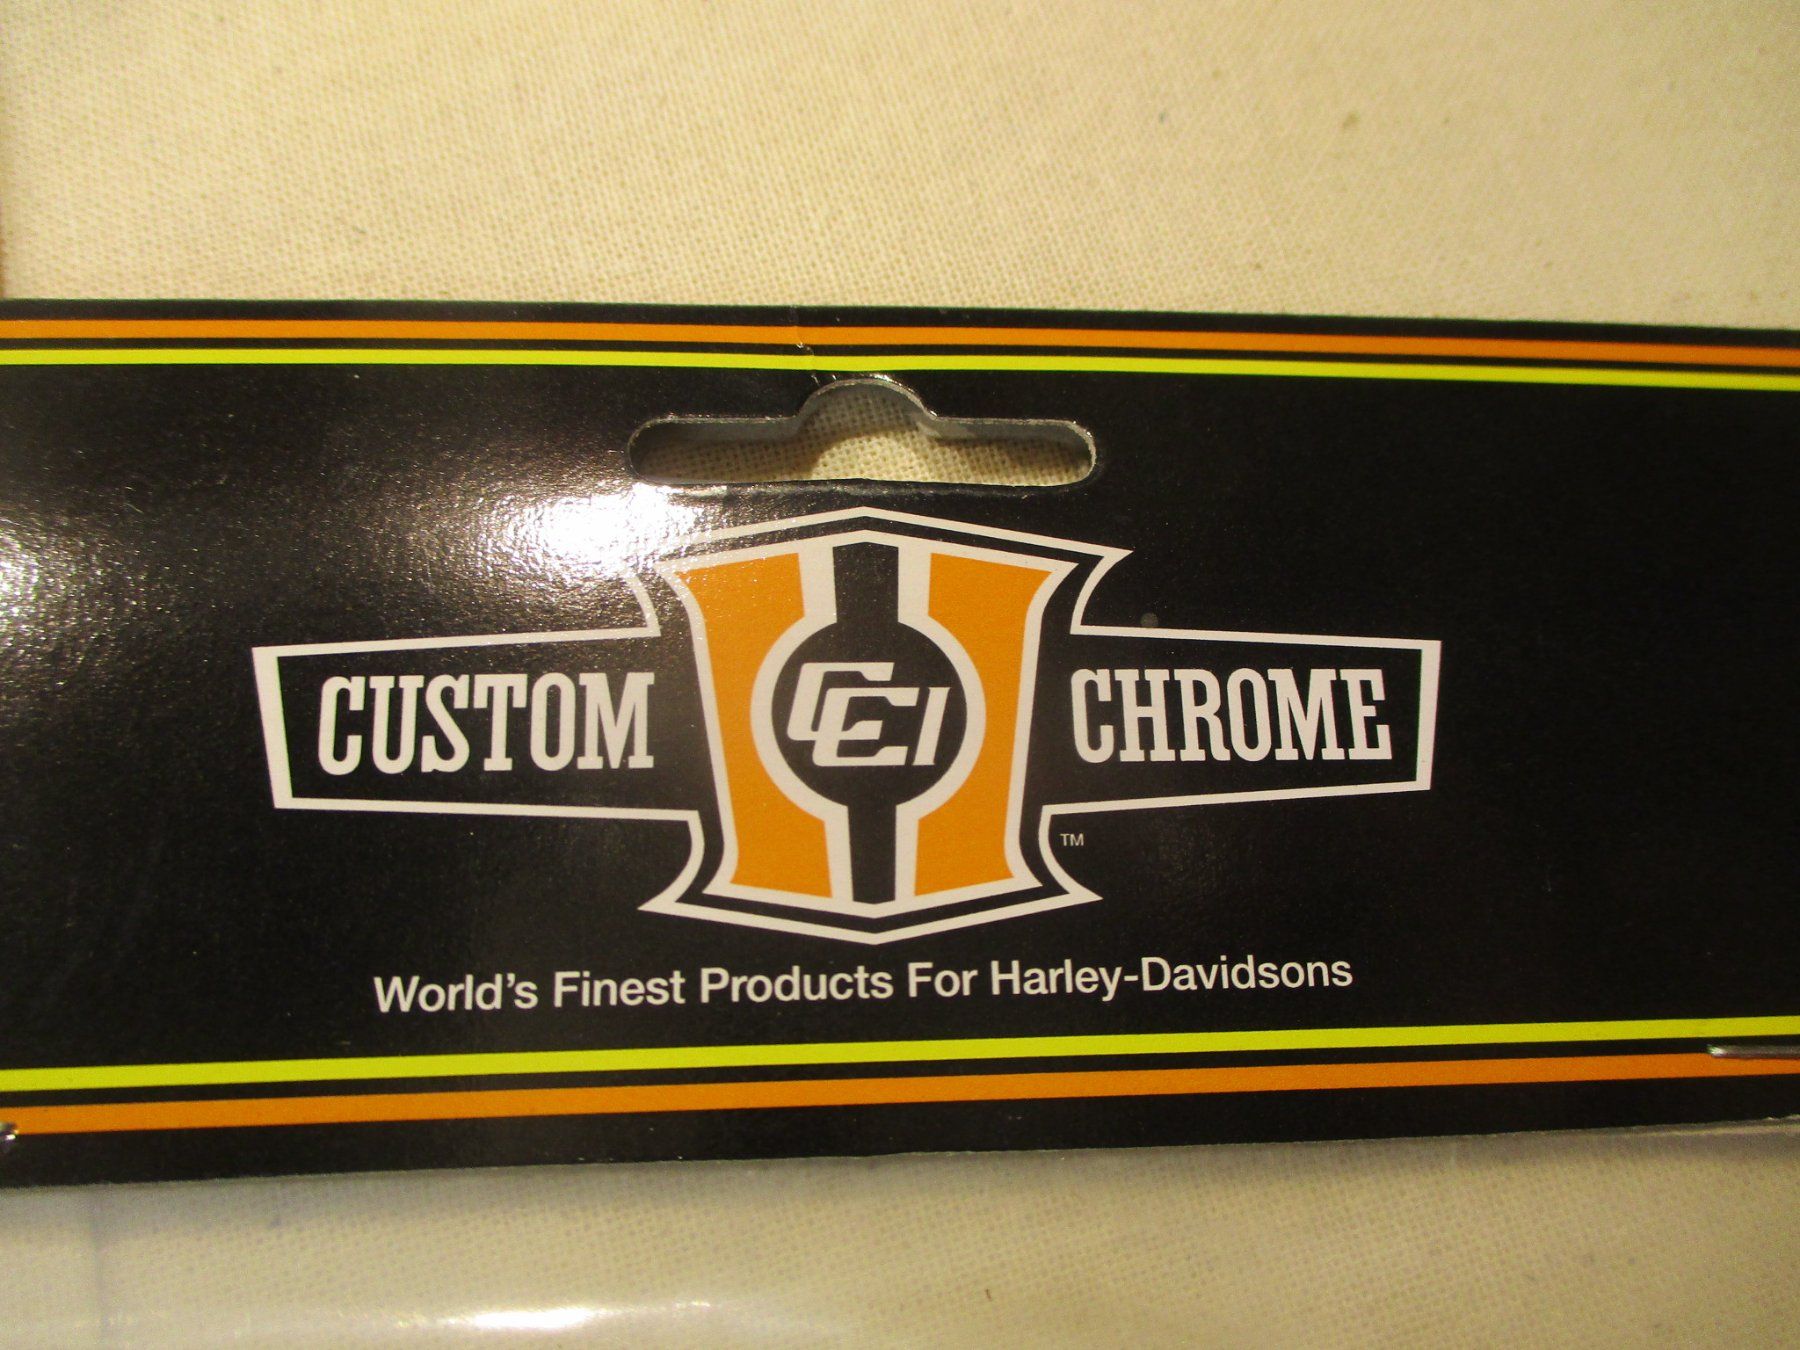 CUSTOM CCI CHROME
TM
World's Finest Products For Harley-Davidsons